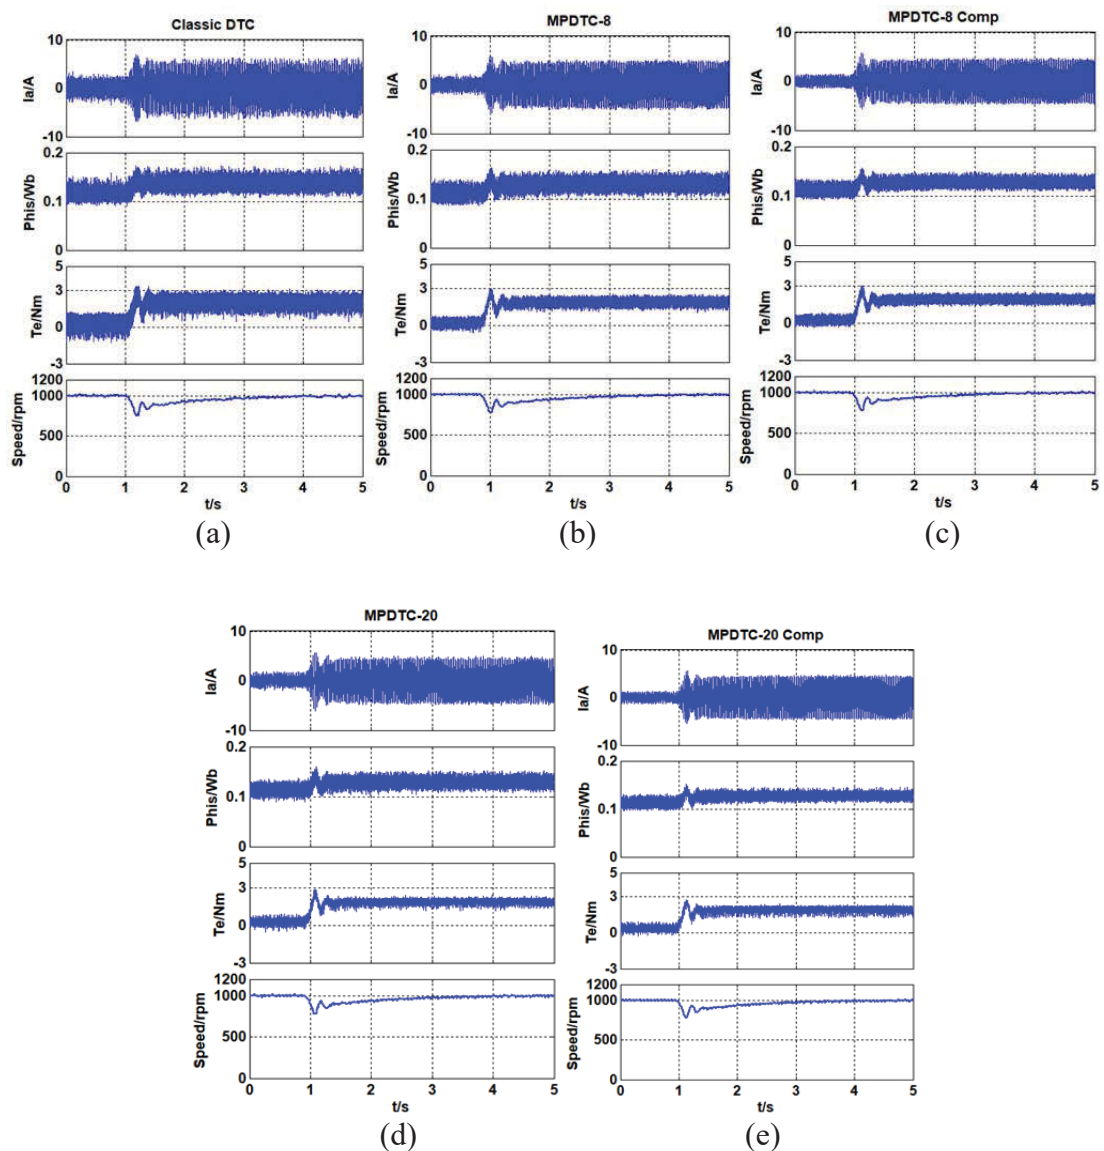 Classic DTC
10
Ia/A
0
-10
0.2
Phis/Wb
0.1
0
5
3
Te/Nm
0
-3
1200
1000
Speed/rpm
500
0
0 1 2 3 4 5
t/s
(a)
MPDTC-8
10
Ia/A
0
-10
0.2
Phis/Wb
0.1
0
5
3
Te/Nm
0
-3
1200
1000
Speed/rpm
500
0
0 1 2 3 4 5
t/s
(b)
MPDTC-8 Comp
10
Ia/A
0
-10
0.2
Phis/Wb
0.1
0
5
3
Te/Nm
0
-3
1200
1000
Speed/rpm
500
0
0 1 2 3 4 5
t/s
(c)
MPDTC-20
10
Ia/A
0
-10
0.2
Phis/Wb
0.1
0
5
3
Te/Nm
0
-3
1200
1000
Speed/rpm
500
0
0 1 2 3 4 5
t/s
(d)
MPDTC-20 Comp
10
Ia/A
0
-10
0.2
Phis/Wb
0.1
0
5
3
Te/Nm
0
-3
1200
1000
Speed/rpm
500
0
0 1 2 3 4 5
t/s
(e)